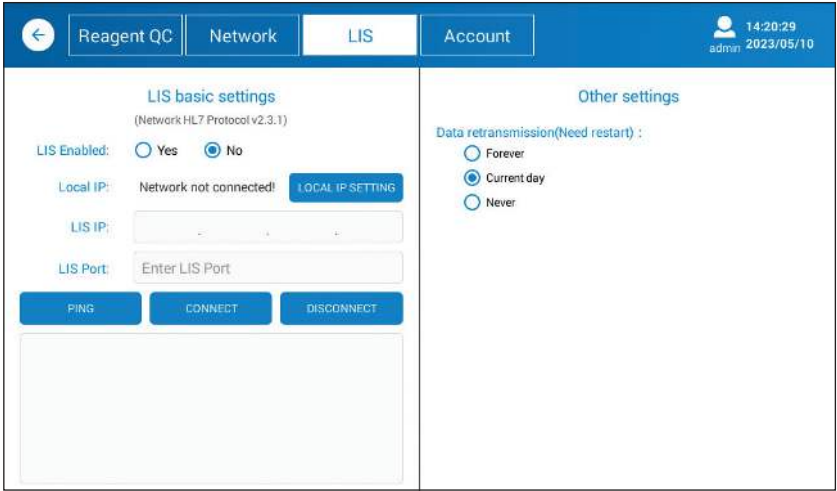 Reagent QC
Network
LIS
Account
14:20:29
admin 2023/05/10
LIS basic settings
(Network HL7 Protocol v2.3.1)
LIS Enabled: Yes No
Local IP: Network not connected! LOCAL IP SETTING
LIS IP: . . .
LIS Port: Enter LIS Port
PING CONNECT DISCONNECT
Other settings
Data retransmission(Need restart) :
Forever
Current day
Never